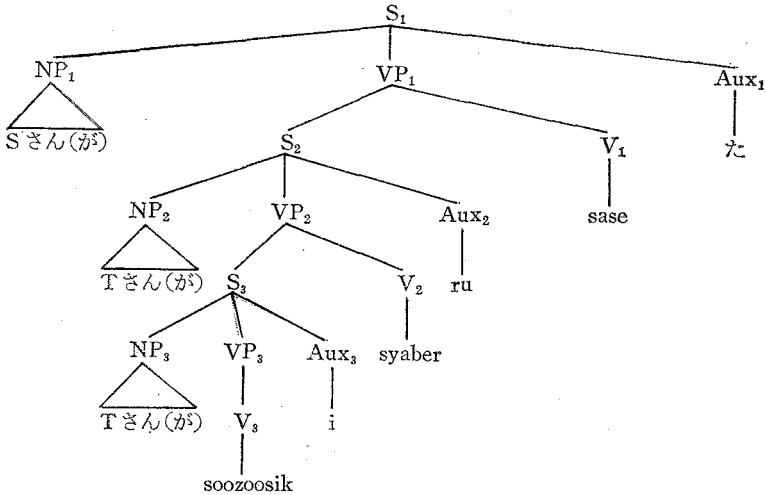 S₁
NP₁ VP₁ Aux₁
Sさん(が) S₂ V₁ た
NP₂ VP₂ Aux₂ sase
Tさん(が) S₃ V₂ ru
NP₃ VP₃ Aux₃ syaber
Tさん(が) V₃ i
soozoosik